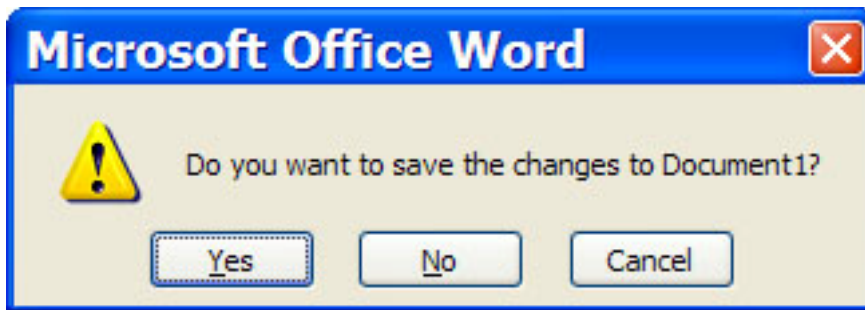 Microsoft Office Word
Do you want to save the changes to Document1?
Yes No Cancel